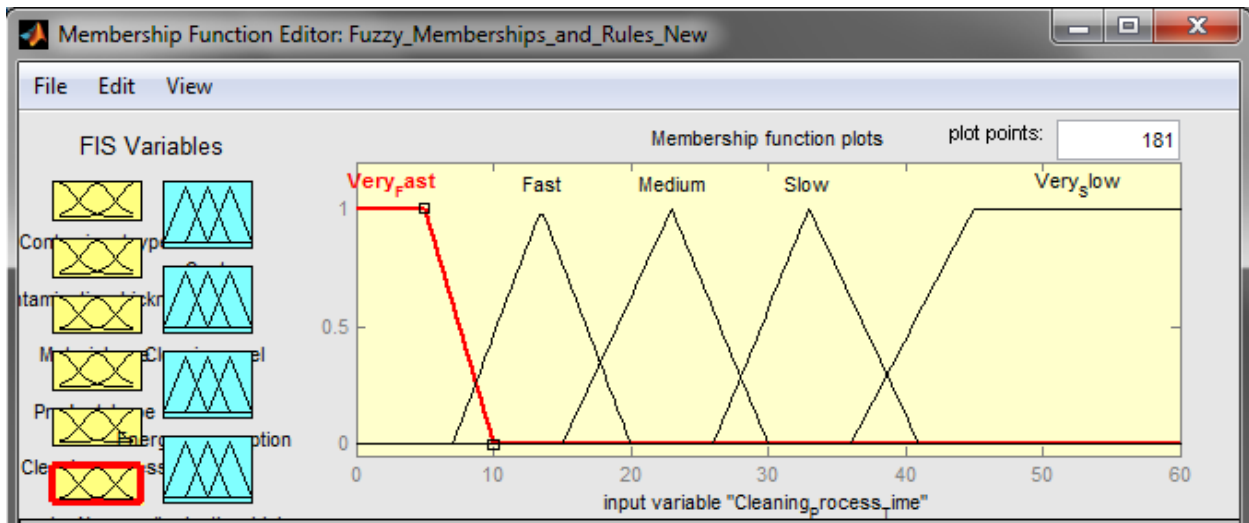 Membership Function Editor: Fuzzy_Memberships_and_Rules_New
File Edit View
FIS Variables
Membership function plots
plot points:
181
Very_Fast
Fast
Medium
Slow
Very_Slow
1
0.5
0
0 10 20 30 40 50 60
input variable "Cleaning_Process_Time"